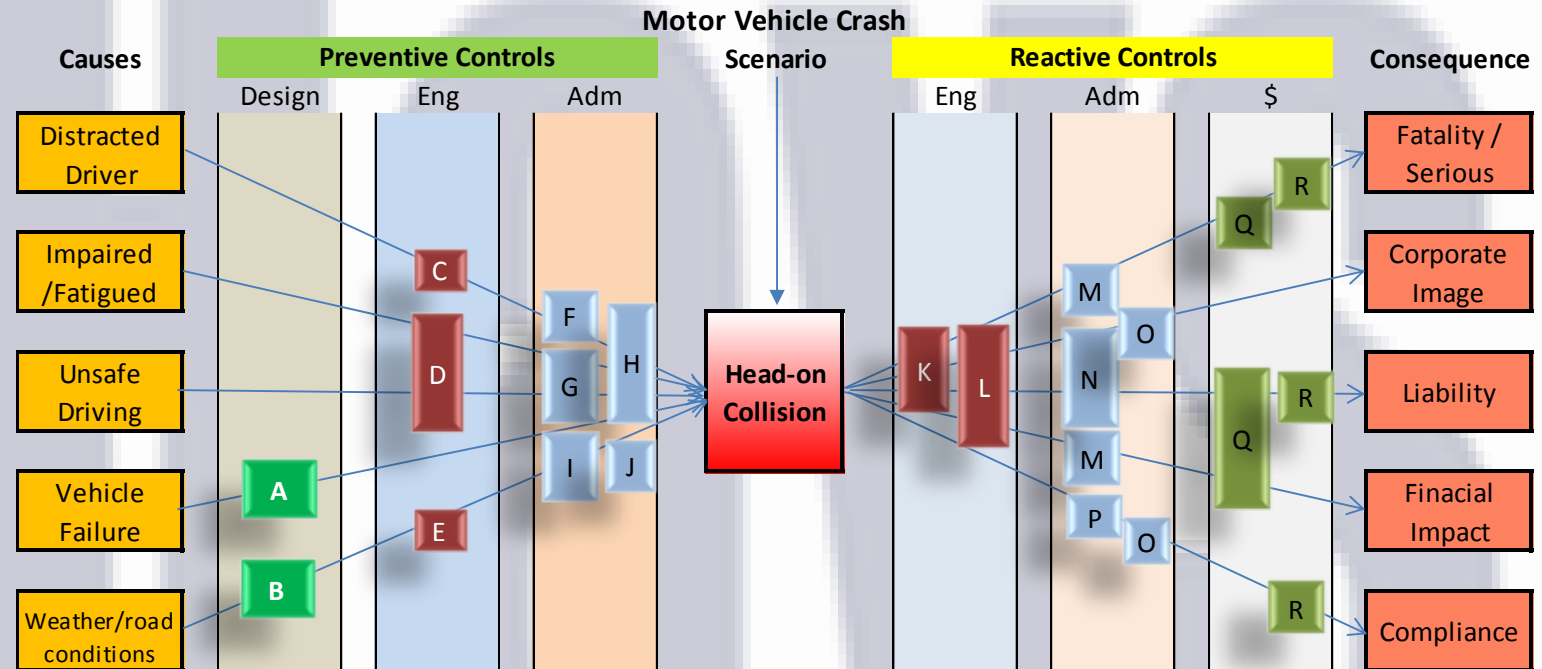 Motor Vehicle Crash
Causes
Preventive Controls
Scenario
Reactive Controls
Consequence
Design
Eng
Adm
Eng
Adm
$
Distracted
Driver
Impaired
/Fatigued
Unsafe
Driving
Vehicle
Failure
Weather/road
conditions
A
B
C
D
E
F
G
H
I
J
Head-on
Collision
K
L
M
O
N
M
P
O
Q
R
Q
R
R
Fatality /
Serious
Corporate
Image
Liability
Finacial
Impact
Compliance